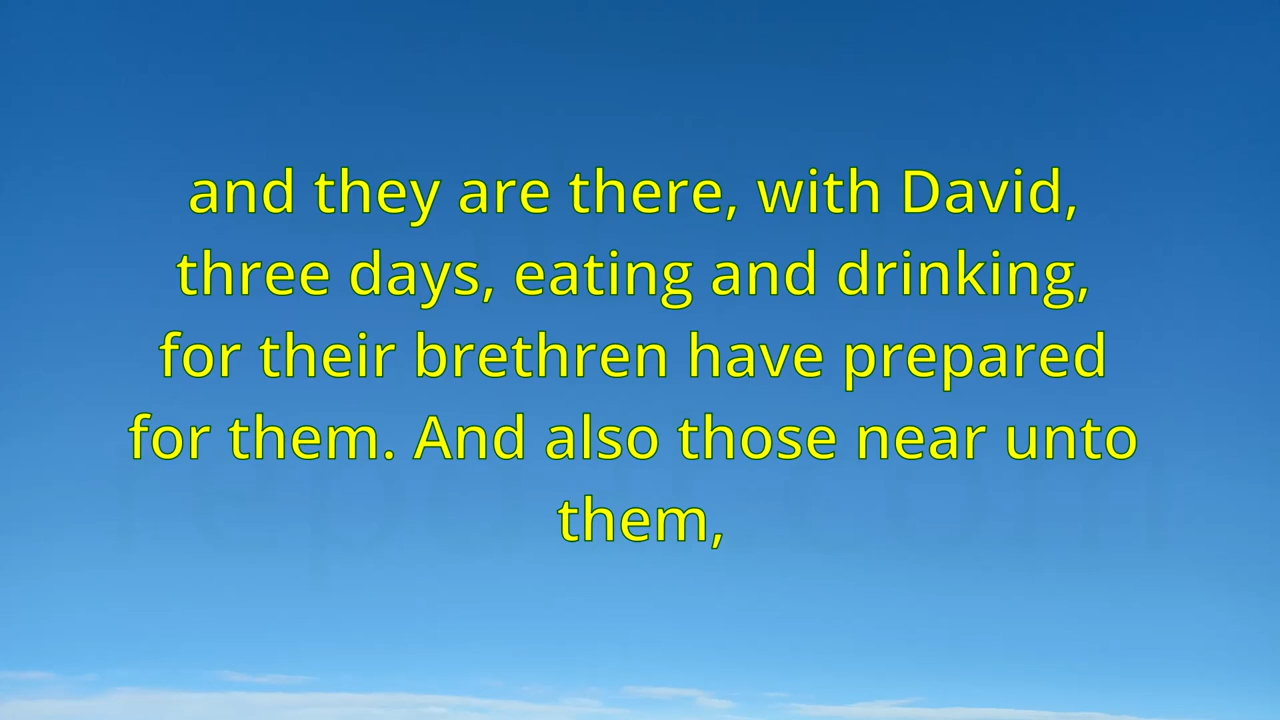 and they are there, with David,
three days, eating and drinking,
for their brethren have prepared
for them. And also those near unto
them,